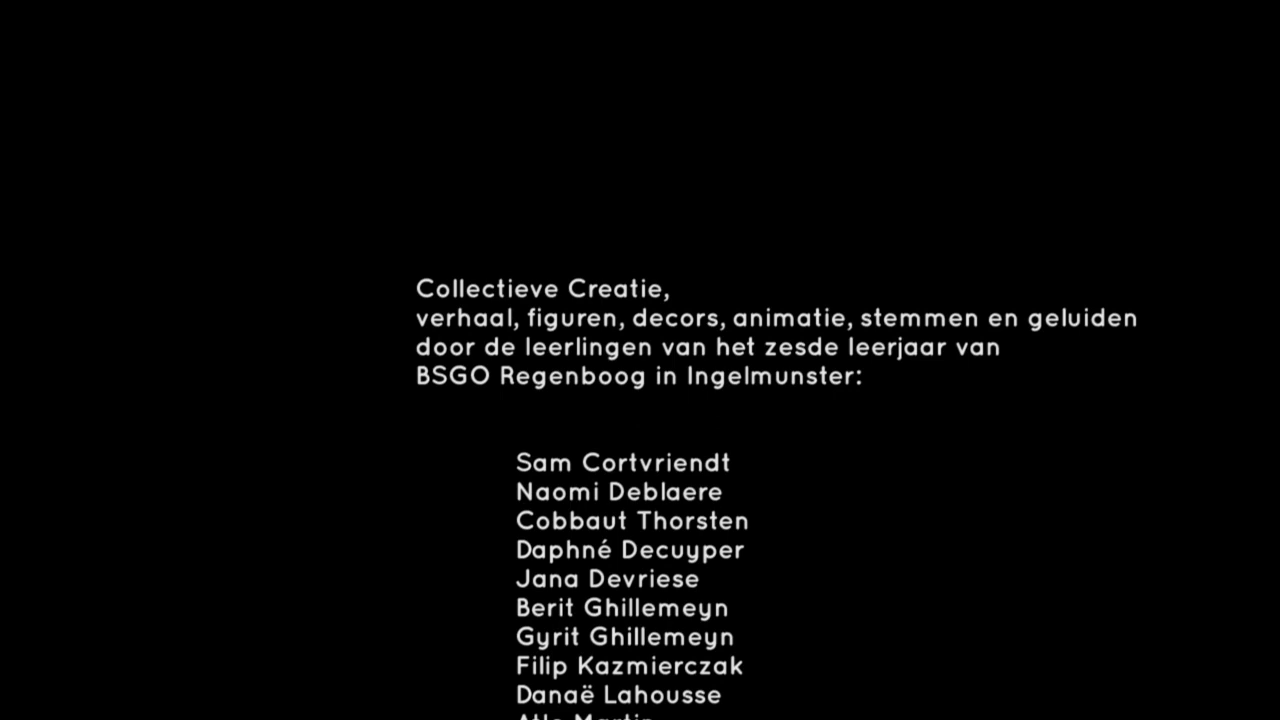 Collectieve Creatie,
verhaal, figuren, decors, animatie, stemmen en geluiden
door de leerlingen van het zesde leerjaar van
BSGO Regenboog in Ingelmunster:
Sam Cortvriendt
Naomi Deblaere
Cobbaut Thorsten
Daphné Decuyper
Jana Devriese
Berit Ghillemeyn
Gyrit Ghillemeyn
Filip Kazmierczak
Danaë Lahousse